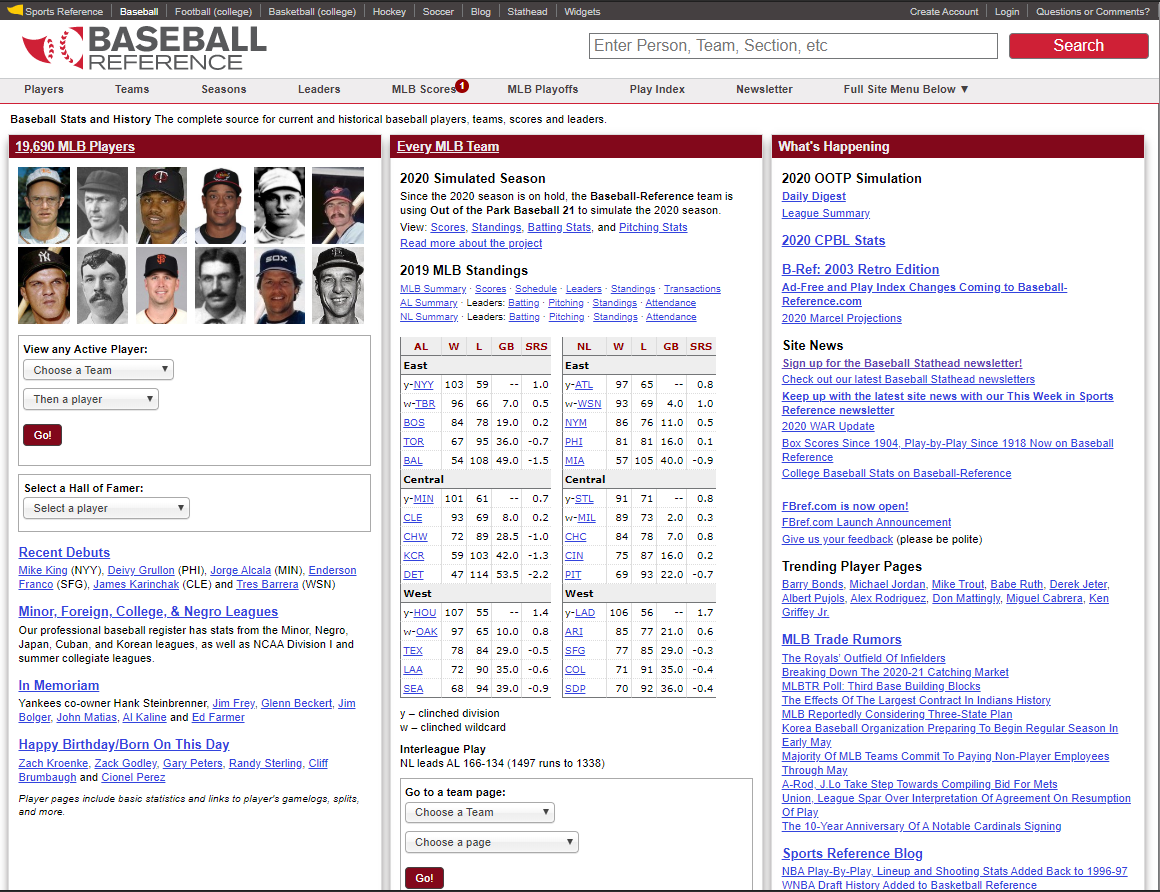 Sports Reference Baseball Football (college) Basketball (college) Hockey Soccer Blog Stathead Widgets Create Account Login Questions or Comments?
BASEBALL
REFERENCE
Enter Person, Team, Section, etc Search
Players Teams Seasons Leaders MLB Scores 1 MLB Playoffs Play Index Newsletter Full Site Menu Below ▼
Baseball Stats and History The complete source for current and historical baseball players, teams, scores and leaders.
19,690 MLB Players
View any Active Player:
Choose a Team
Then a player
Go!
Select a Hall of Famer:
Select a player
Recent Debuts
Mike King (NYY), Deivy Grullon (PHI), Jorge Alcala (MIN), Enderson
Franco (SFG), James Karinchak (CLE) and Tres Barrera (WSN)
Minor, Foreign, College, & Negro Leagues
Our professional baseball register has stats from the Minor, Negro,
Japan, Cuban, and Korean leagues, as well as NCAA Division I and
summer collegiate leagues.
In Memoriam
Yankees co-owner Hank Steinbrenner, Jim Frey, Glenn Beckert, Jim
Bolger, John Matias, Al Kaline and Ed Farmer
Happy Birthday/Born On This Day
Zach Kroenke, Zack Godley, Gary Peters, Randy Sterling, Cliff
Brumbaugh and Cionel Perez
Player pages include basic statistics and links to player's gamelogs, splits,
and more.
Every MLB Team
2020 Simulated Season
Since the 2020 season is on hold, the Baseball-Reference team is
using Out of the Park Baseball 21 to simulate the 2020 season.
View: Scores, Standings, Batting Stats, and Pitching Stats
Read more about the project
2019 MLB Standings
MLB Summary · Scores · Schedule · Leaders · Standings · Transactions
AL Summary · Leaders: Batting · Pitching · Standings · Attendance
NL Summary · Leaders: Batting · Pitching · Standings · Attendance
AL W L GB SRS
East
y-NYY 103 59 -- 1.0
w-TBR 96 66 7.0 0.5
BOS 84 78 19.0 0.2
TOR 67 95 36.0 -0.7
BAL 54 108 49.0 -1.5
Central
y-MIN 101 61 -- 0.7
CLE 93 69 8.0 0.2
CHW 72 89 28.5 -1.0
KCR 59 103 42.0 -1.3
DET 47 114 53.5 -2.2
West
y-HOU 107 55 -- 1.4
w-OAK 97 65 10.0 0.8
TEX 78 84 29.0 -0.5
LAA 72 90 35.0 -0.6
SEA 68 94 39.0 -0.9
NL W L GB SRS
East
y-ATL 97 65 -- 0.8
w-WSN 93 69 4.0 1.0
NYM 86 76 11.0 0.5
PHI 81 81 16.0 0.1
MIA 57 105 40.0 -0.9
Central
y-STL 91 71 -- 0.8
w-MIL 89 73 2.0 0.3
CHC 84 78 7.0 0.8
CIN 75 87 16.0 0.2
PIT 69 93 22.0 -0.7
West
y-LAD 106 56 -- 1.7
ARI 85 77 21.0 0.6
SFG 77 85 29.0 -0.3
COL 71 91 35.0 -0.4
SDP 70 92 36.0 -0.4
y – clinched division
w – clinched wildcard
Interleague Play
NL leads AL 166-134 (1497 runs to 1338)
Go to a team page:
Choose a Team
Choose a page
Go!
What's Happening
2020 OOTP Simulation
Daily Digest
League Summary
2020 CPBL Stats
B-Ref: 2003 Retro Edition
Ad-Free and Play Index Changes Coming to Baseball-
Reference.com
2020 Marcel Projections
Site News
Sign up for the Baseball Stathead newsletter!
Check out our latest Baseball Stathead newsletters
Keep up with the latest site news with our This Week in Sports
Reference newsletter
2020 WAR Update
Box Scores Since 1904, Play-by-Play Since 1918 Now on Baseball
Reference
College Baseball Stats on Baseball-Reference
FBref.com is now open!
FBref.com Launch Announcement
Give us your feedback (please be polite)
Trending Player Pages
Barry Bonds, Michael Jordan, Mike Trout, Babe Ruth, Derek Jeter,
Albert Pujols, Alex Rodriguez, Don Mattingly, Miguel Cabrera, Ken
Griffey Jr.
MLB Trade Rumors
The Royals' Outfield Of Infielders
Breaking Down The 2020-21 Catching Market
MLBTR Poll: Third Base Building Blocks
The Effects Of The Largest Contract In Indians History
MLB Reportedly Considering Three-State Plan
Korea Baseball Organization Preparing To Begin Regular Season In
Early May
Majority Of MLB Teams Commit To Paying Non-Player Employees
Through May
A-Rod, J.Lo Take Step Towards Compiling Bid For Mets
Union, League Spar Over Interpretation Of Agreement On Resumption
Of Play
The 10-Year Anniversary Of A Notable Cardinals Signing
Sports Reference Blog
NBA Play-By-Play, Lineup and Shooting Stats Added Back to 1996-97
WNBA Draft History Added to Basketball Reference